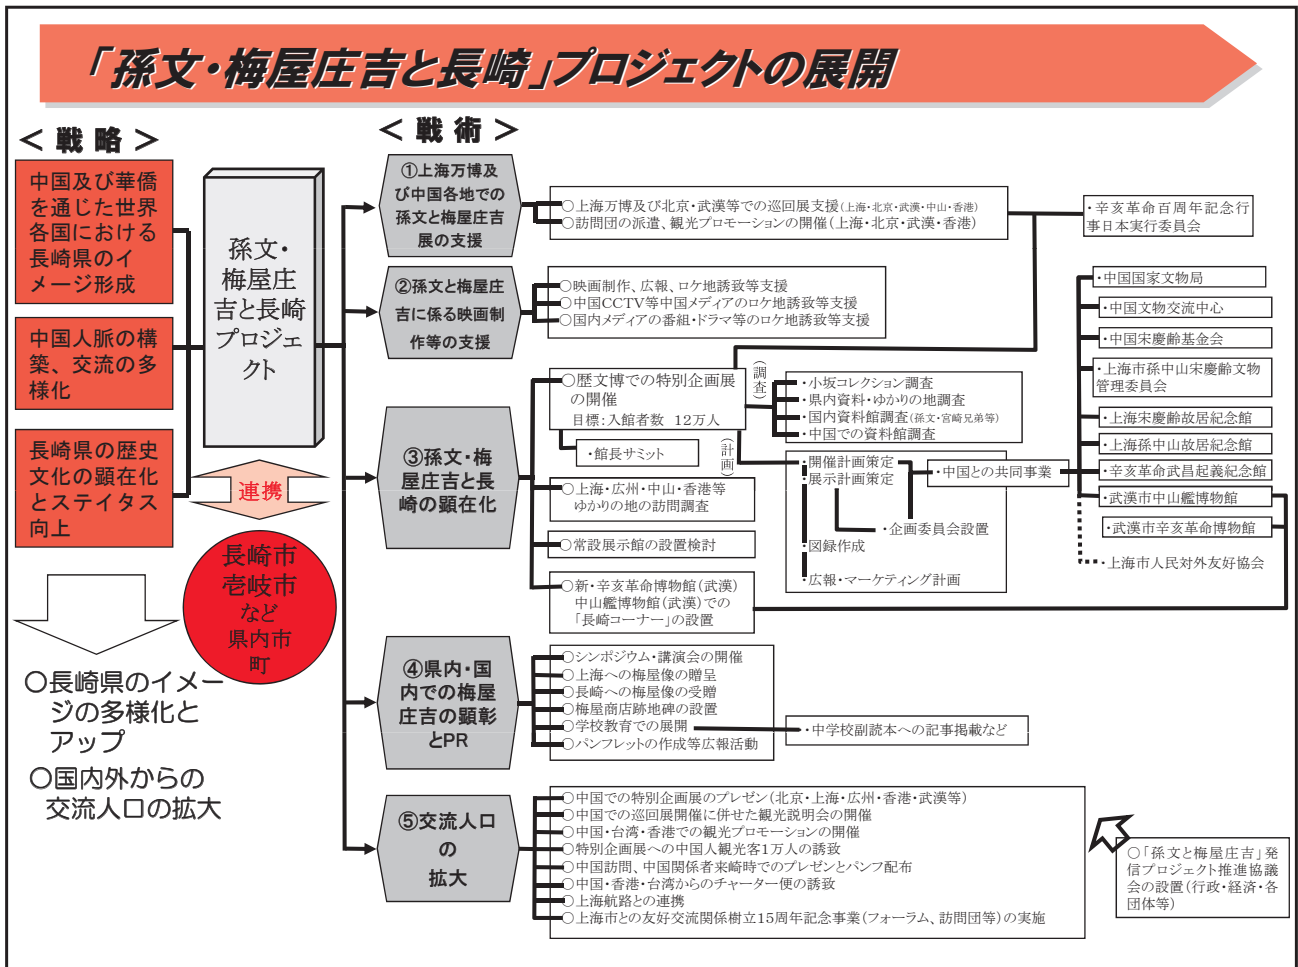 「孫文・梅屋庄吉と長崎」プロジェクトの展開
＜ 戦 略 ＞
中国及び華僑
を通じた世界
各国における
長崎県のイ
メージ形成
中国人脈の構
築、交流の多
様化
長崎県の歴史
文化の顕在化
とステイタス
向上
孫文・
梅屋庄
吉と長崎
プロジェ
クト
連携
長崎市
壱岐市
など
県内市
町
〇長崎県のイメー
ジの多様化と
アップ
〇国内外からの
交流人口の拡大
＜ 戦 術 ＞
①上海万博及
び中国各地での
孫文と梅屋庄吉
展の支援
〇上海万博及び北京・武漢等での巡回展支援（上海・北京・武漢・中山・香港）
〇訪問団の派遣、観光プロモーションの開催（上海・北京・武漢・香港）
・辛亥革命百周年記念行
事日本実行委員会
②孫文と梅屋庄
吉に係る映画制
作等の支援
〇映画制作、広報、ロケ地誘致等支援
〇中国CCTV等中国メディアのロケ地誘致等支援
〇国内メディアの番組・ドラマ等のロケ地誘致等支援
③孫文・梅
屋庄吉と長
崎の顕在化
〇歴文博での特別企画展
の開催
目標：入館者数 12万人
・館長サミット
〇上海・広州・中山・香港等
ゆかりの地の訪問調査
〇常設展示館の設置検討
〇新・辛亥革命博物館（武漢）
中山艦博物館（武漢）での
「長崎コーナー」の設置
（調査）
・小坂コレクション調査
・県内資料・ゆかりの地調査
・国内資料館調査（孫文・宮崎兄弟等）
・中国での資料館調査
（計画）
・開催計画策定
・展示計画策定
・企画委員会設置
・図録作成
・広報・マーケティング計画
・中国との共同事業
・中国国家文物局
・中国文物交流中心
・中国宋慶齢基金会
・上海市孫中山宋慶齢文物
管理委員会
・上海宋慶齢故居紀念館
・上海孫中山故居紀念館
・辛亥革命武昌起義紀念館
・武漢市中山艦博物館
・武漢市辛亥革命博物館
・上海市人民対外友好協会
④県内・国
内での梅屋
庄吉の顕彰
とPR
〇シンポジウム・講演会の開催
〇上海への梅屋像の贈呈
〇長崎への梅屋像の受贈
〇梅屋商店跡地碑の設置
〇学校教育での展開
〇パンフレットの作成等広報活動
・中学校副読本への記事掲載など
⑤交流人口
の
拡大
〇中国での特別企画展のプレゼン（北京・上海・広州・香港・武漢等）
〇中国での巡回展開催に併せた観光説明会の開催
〇中国・台湾・香港での観光プロモーションの開催
〇特別企画展への中国人観光客1万人の誘致
〇中国訪問、中国関係者来崎時でのプレゼンとパンフ配布
〇中国・香港・台湾からのチャーター便の誘致
〇上海航路との連携
〇上海市との友好交流関係樹立15周年記念事業（フォーラム、訪問団等）の実施
〇「孫文と梅屋庄吉」発
信プロジェクト推進協議
会の設置（行政・経済・各
団体等）